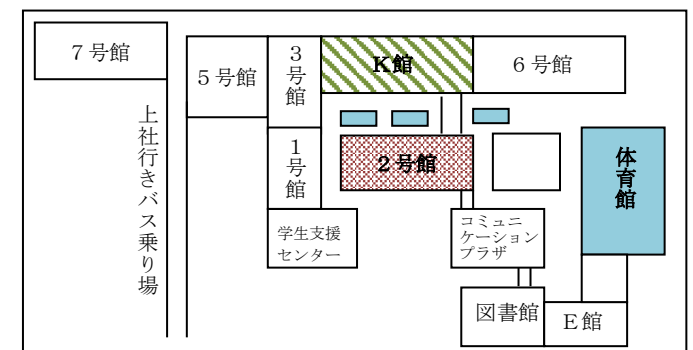 ７号館
５号館
３号館
K館
６号館
上社行きバス乗り場
１号館
２号館
体育館
学生支援
センター
コミュニ
ケーション
プラザ
図書館
E館